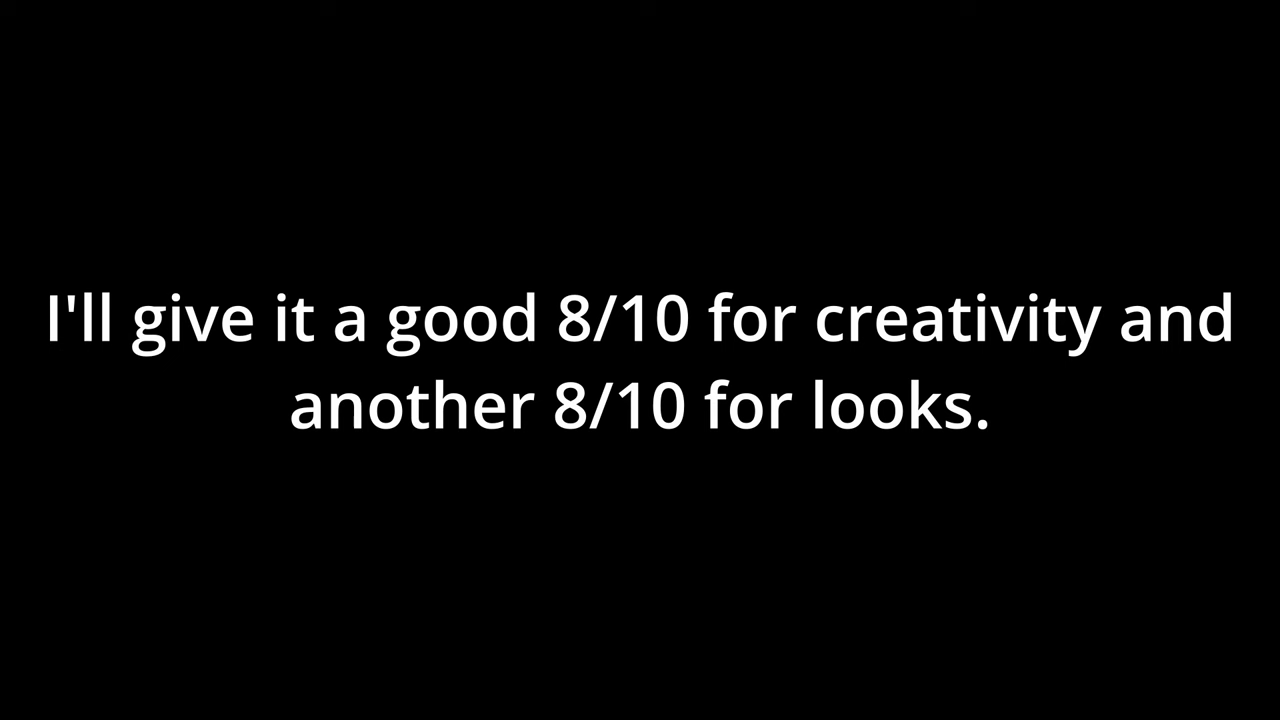 I'll give it a good 8/10 for creativity and
another 8/10 for looks.